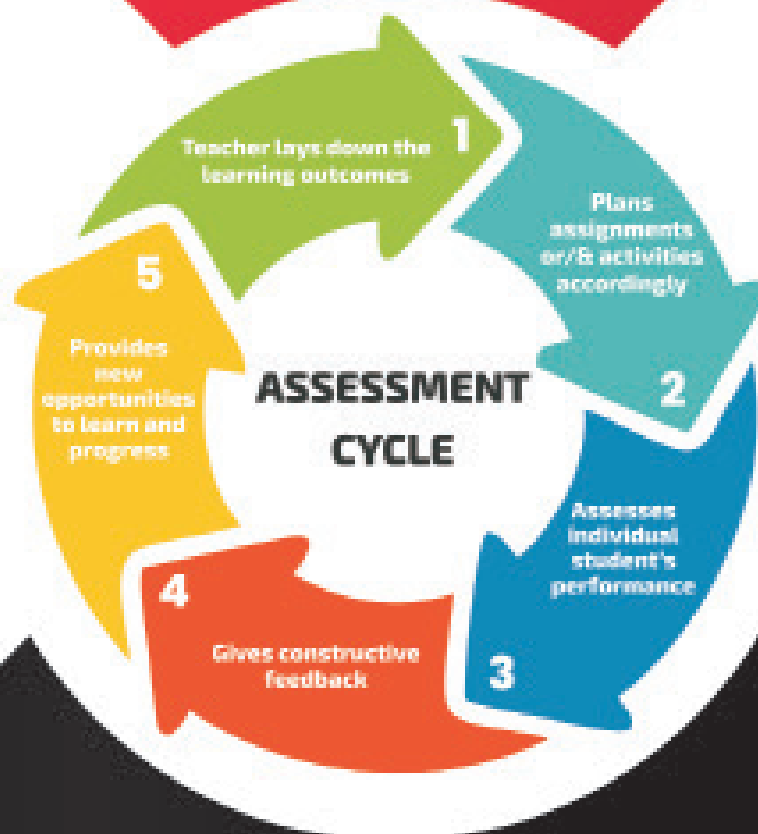 ASSESSMENT
CYCLE
1
Teacher lays down the
learning outcomes
Plans
assignments
or/& activities
accordingly
2
Assesses
individual
student's
performance
3
4
Gives constructive
feedback
5
Provides
new
opportunities
to learn and
progress